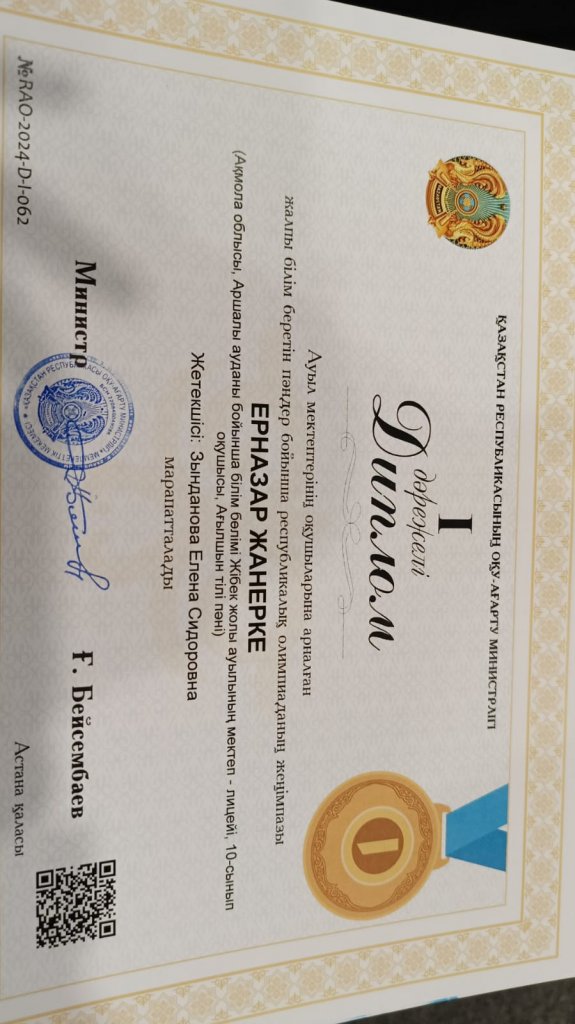 ҚАЗАҚСТАН РЕСПУБЛИКАСЫНЫҢ ОҚУ-АҒАРТУ МИНИСТРЛІГІ
I
дәрежелі
Диплом
Ауыл мектептерінің оқушыларына арналған
жалпы білім беретін пәндер бойынша республикалық олимпиаданың жеңімпазы
ЕРНАЗАР ЖАНЕРКЕ
(Ақмола облысы, Аршалы ауданы бойынша білім бөлімі Жібек жолы ауылының мектеп - лицейі, 10-сынып
оқушысы, Ағылшын тілі пәні)
Жетекшісі: Зынданова Елена Сидоровна
марапатталады
Министр
Ғ. Бейсембаев
№RAO-2024-D-I-062
Астана қаласы
1